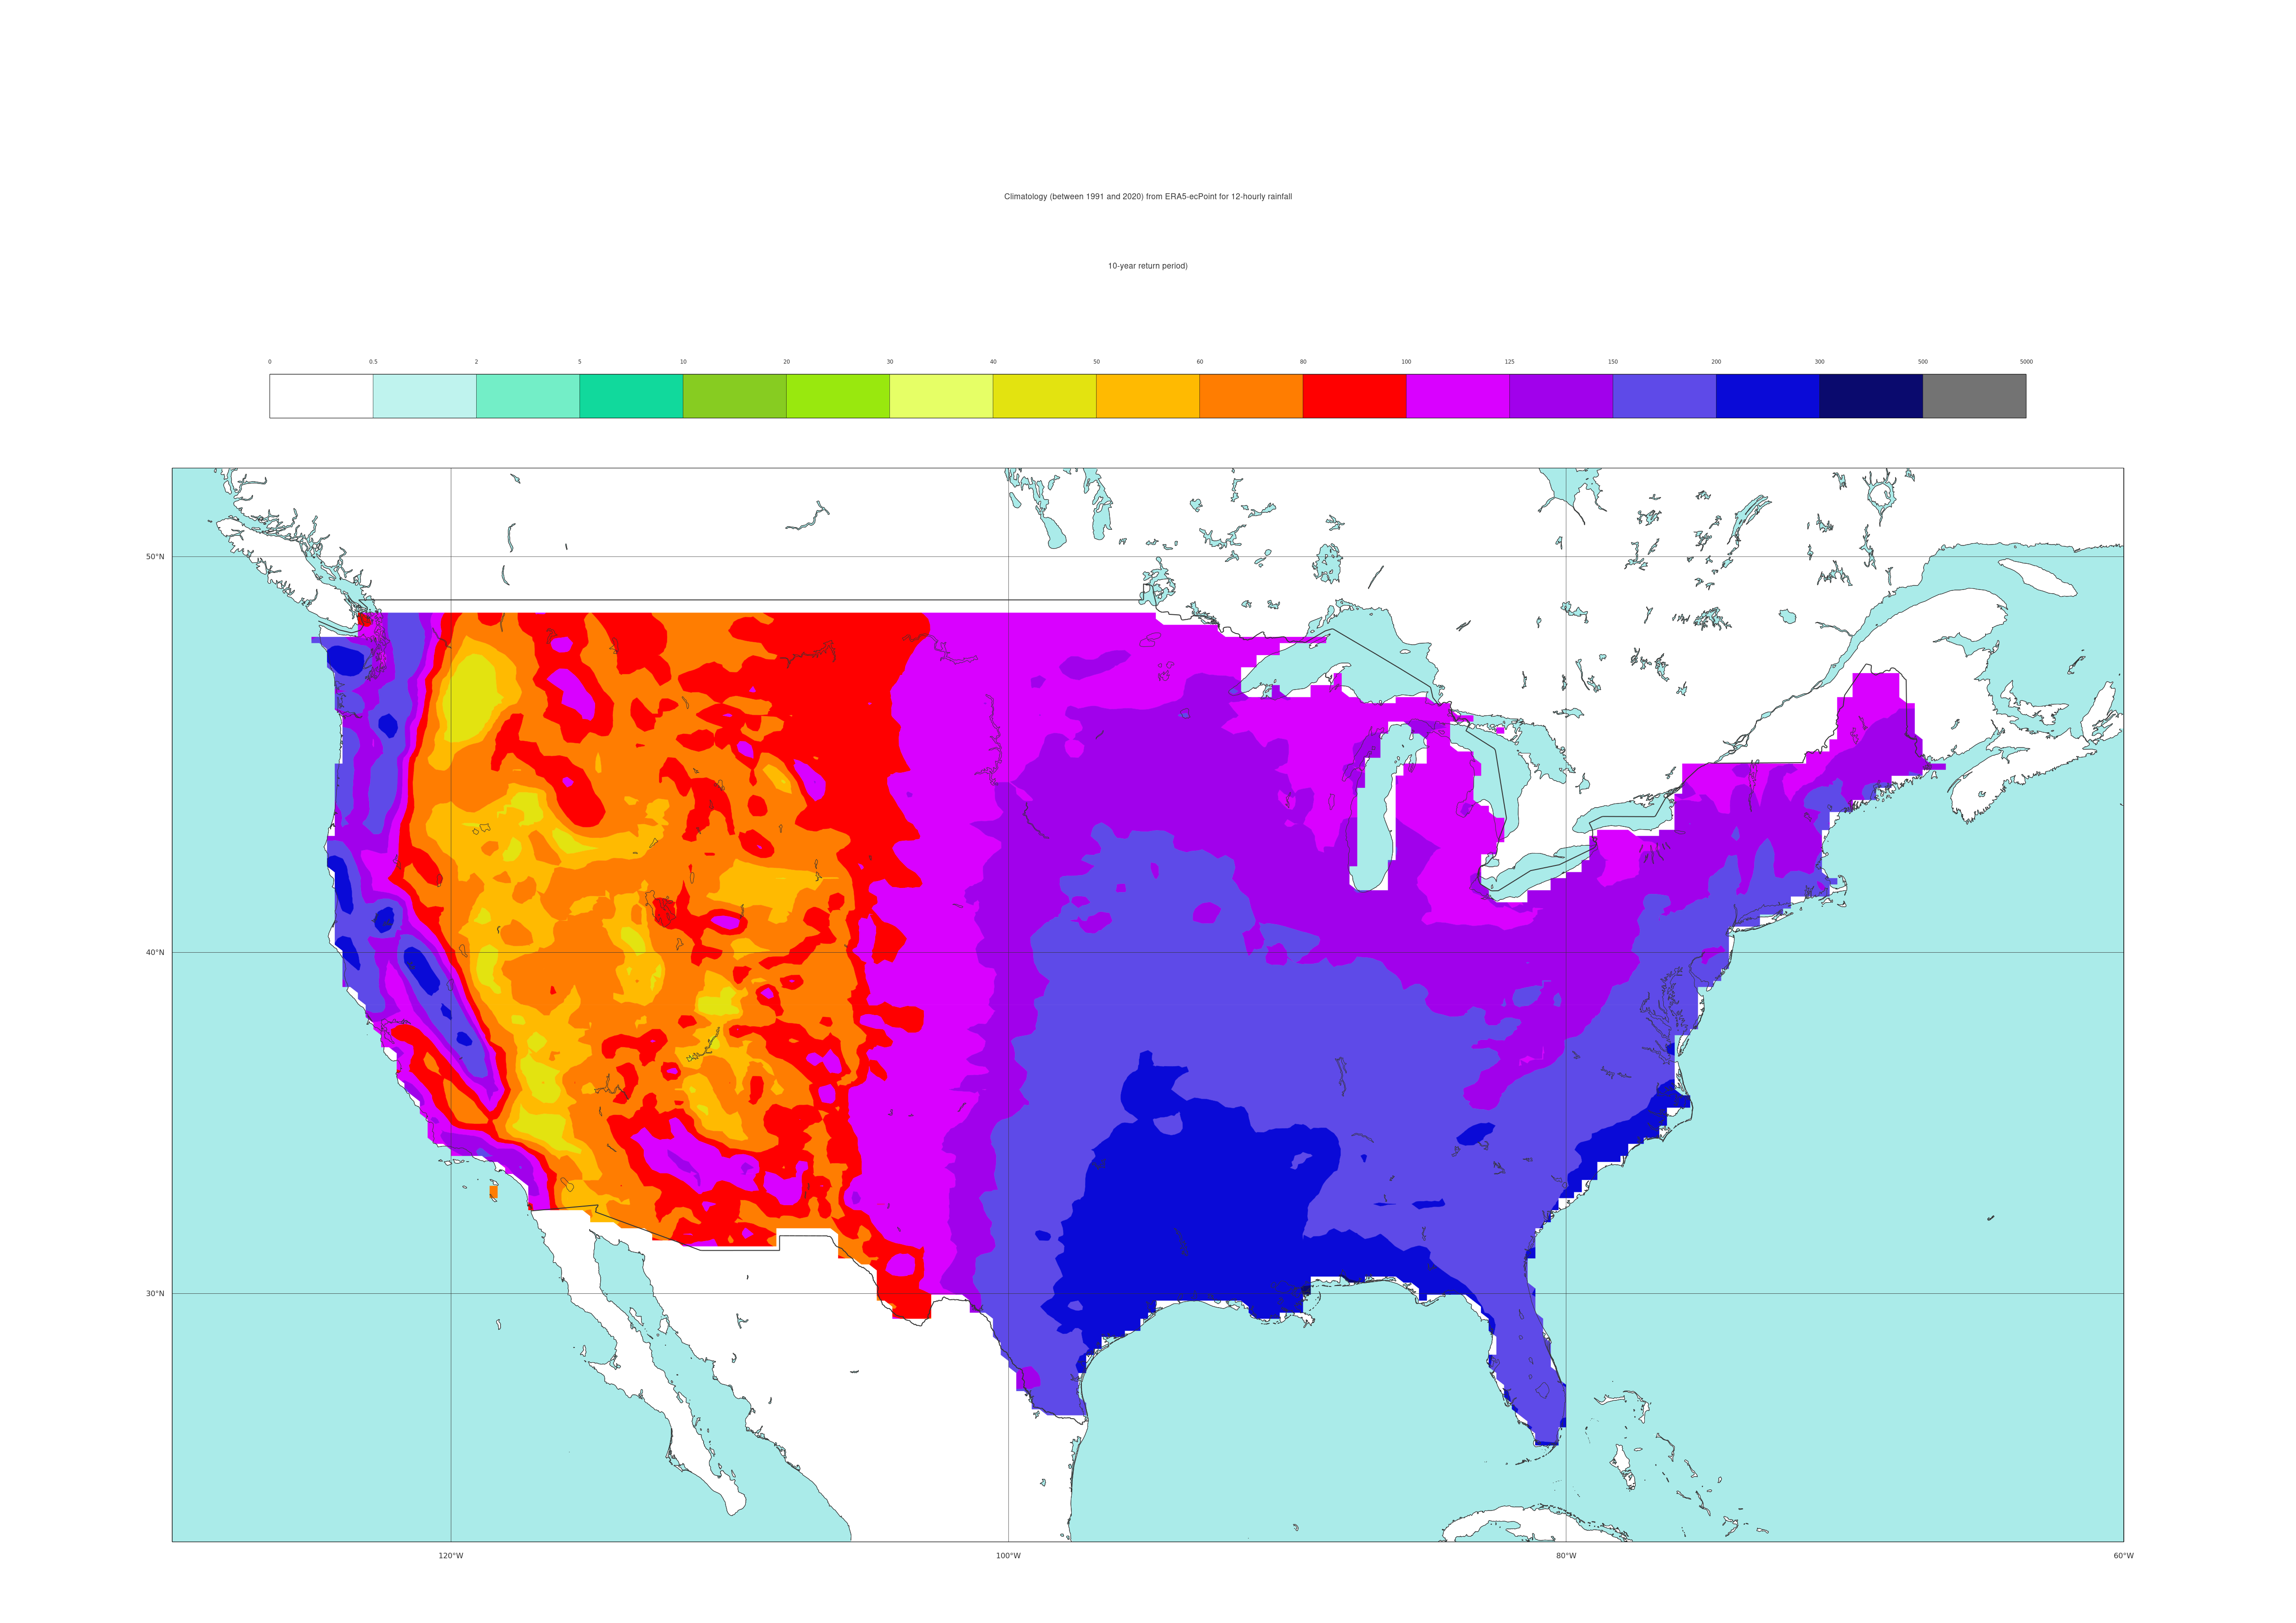 Climatology (between 1991 and 2020) from ERA5-ecPoint for 12-hourly rainfall
10-year return period)
0 0.5 2 5 10 20 30 40 50 60 80 100 125 150 200 300 500 5000
50°N
40°N
30°N
120°W 100°W 80°W 60°W